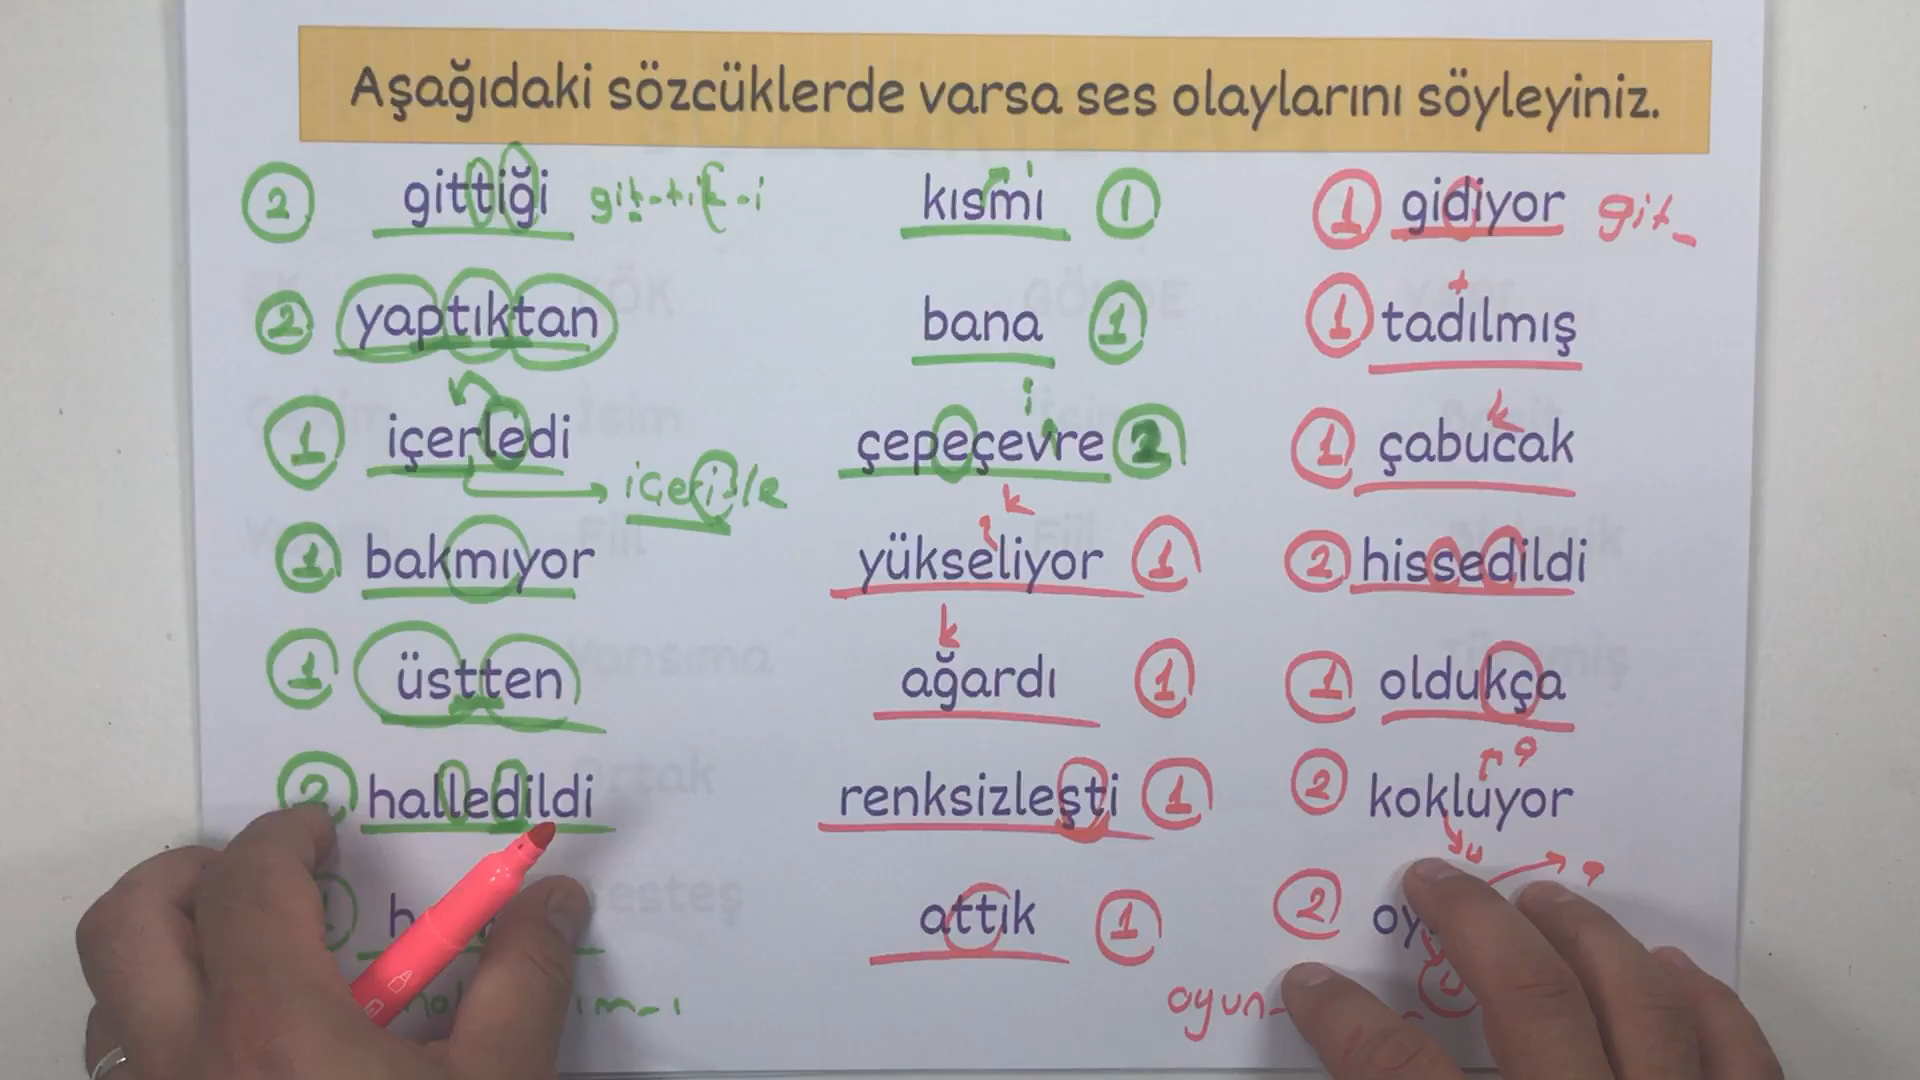 Aşağıdaki sözcüklerde varsa ses olaylarını söyleyiniz.
2 gittiği git-tik-i
2 yaptıktan
1 içerledi
içerile
1 bakmıyor
1 üstten
2 halledildi
kısmı 1
bana 1
çepeçevre 2
yükseliyor 1
k
ağardı 1
k
renksizleşti 1
attık 1
1 gidiyor git-
t
1 tadılmış
k
1 çabucak
2 hissedildi
1 oldukça
2 kokluyor
u
2
oyun-